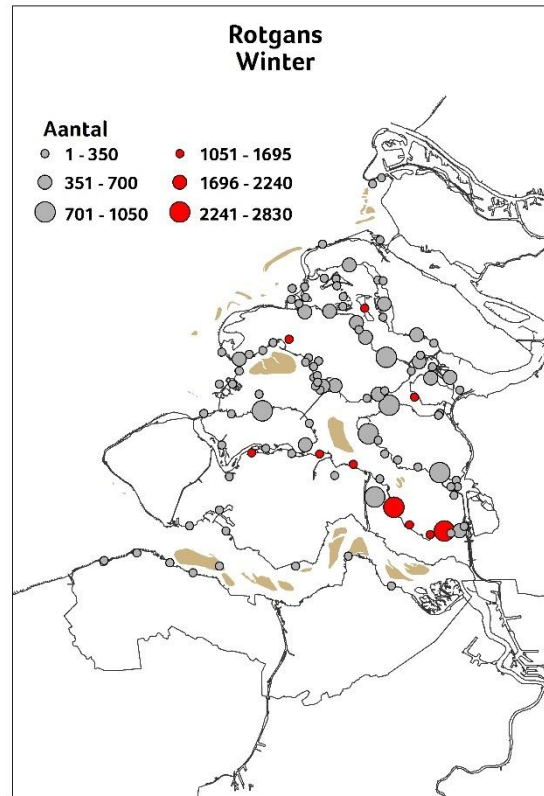 Rotgans
Winter
Aantal
1 - 350
1051 - 1695
351 - 700
1696 - 2240
701 - 1050
2241 - 2830